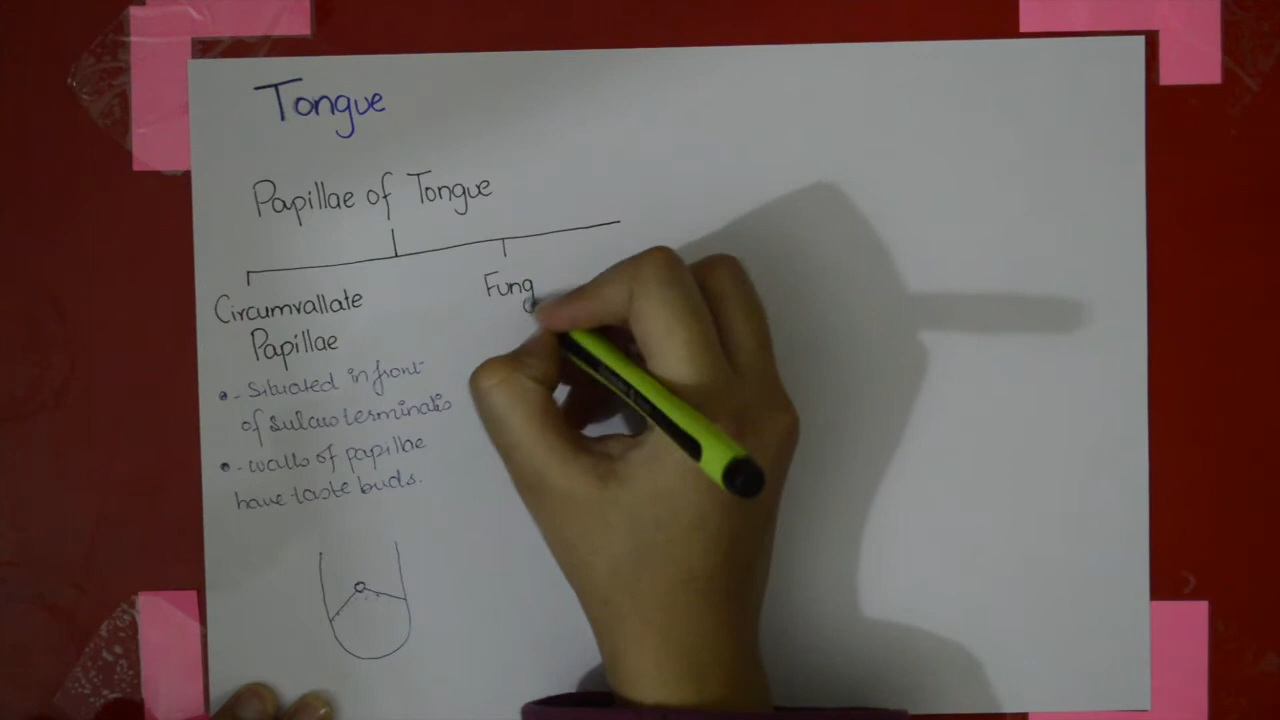 Tongue
Papillae of Tongue
Circumvallate
Papillae
Fung
• - Situated in front
of sulcus terminalis
• - walls of papillae
have taste buds.